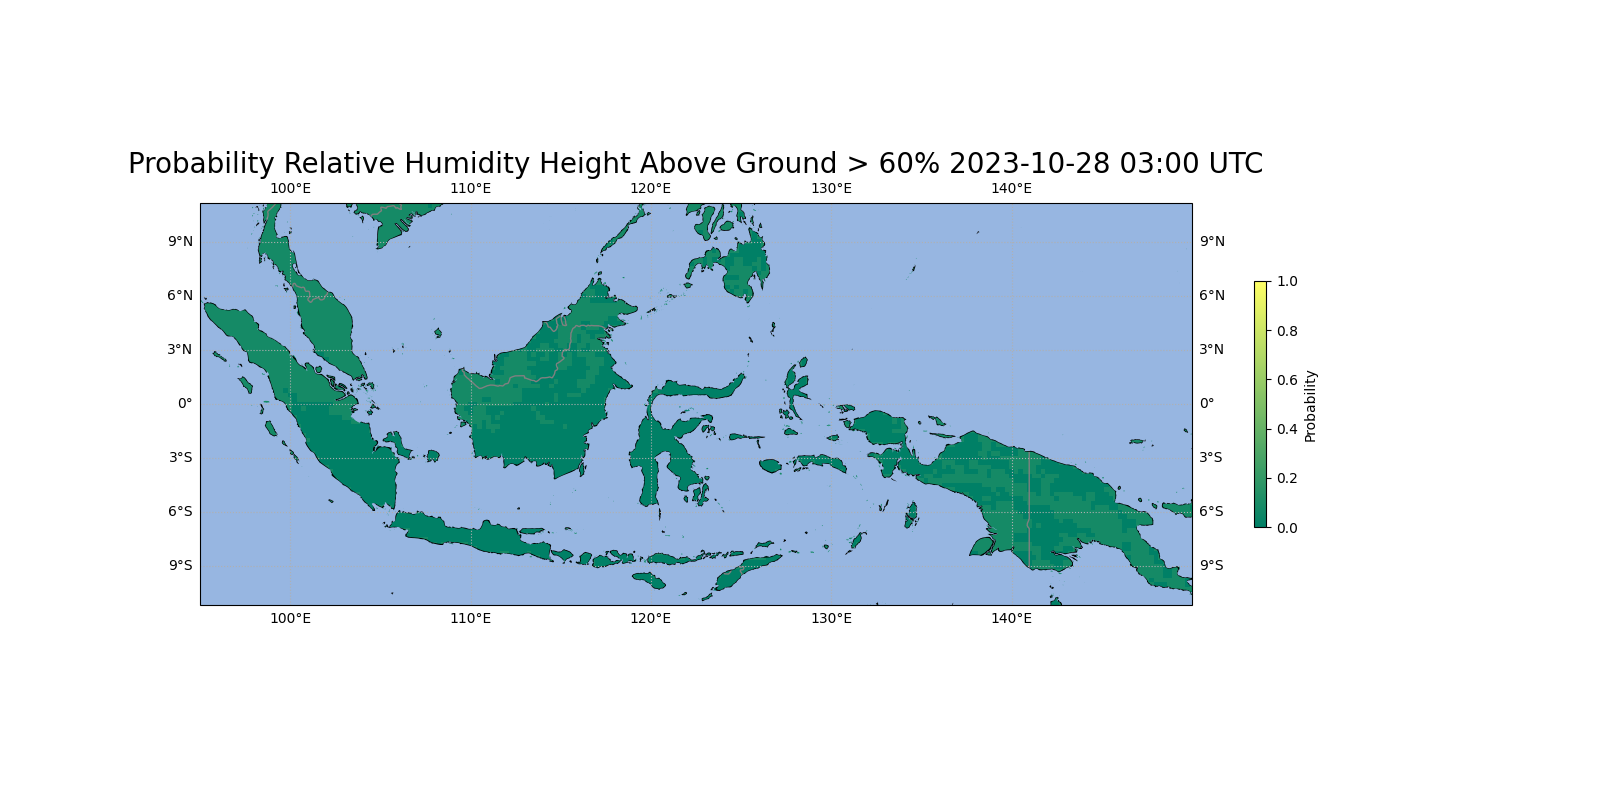 Probability Relative Humidity Height Above Ground > 60% 2023-10-28 03:00 UTC
100°E 110°E 120°E 130°E 140°E
9°N 9°N
6°N 6°N
3°N 3°N
0° 0°
3°S 3°S
6°S 6°S
9°S 9°S
100°E 110°E 120°E 130°E 140°E
1.0
0.8
0.6
0.4
0.2
0.0
Probability